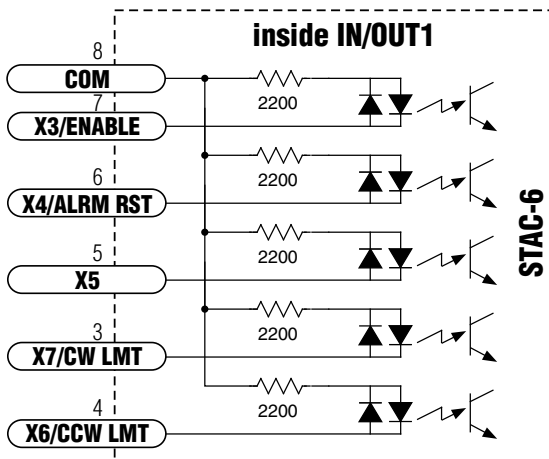 inside IN/OUT1
8
COM
2200
7
X3/ENABLE
2200
6
X4/ALRM RST
2200
5
X5
2200
3
X7/CW LMT
2200
4
X6/CCW LMT
STAC-6